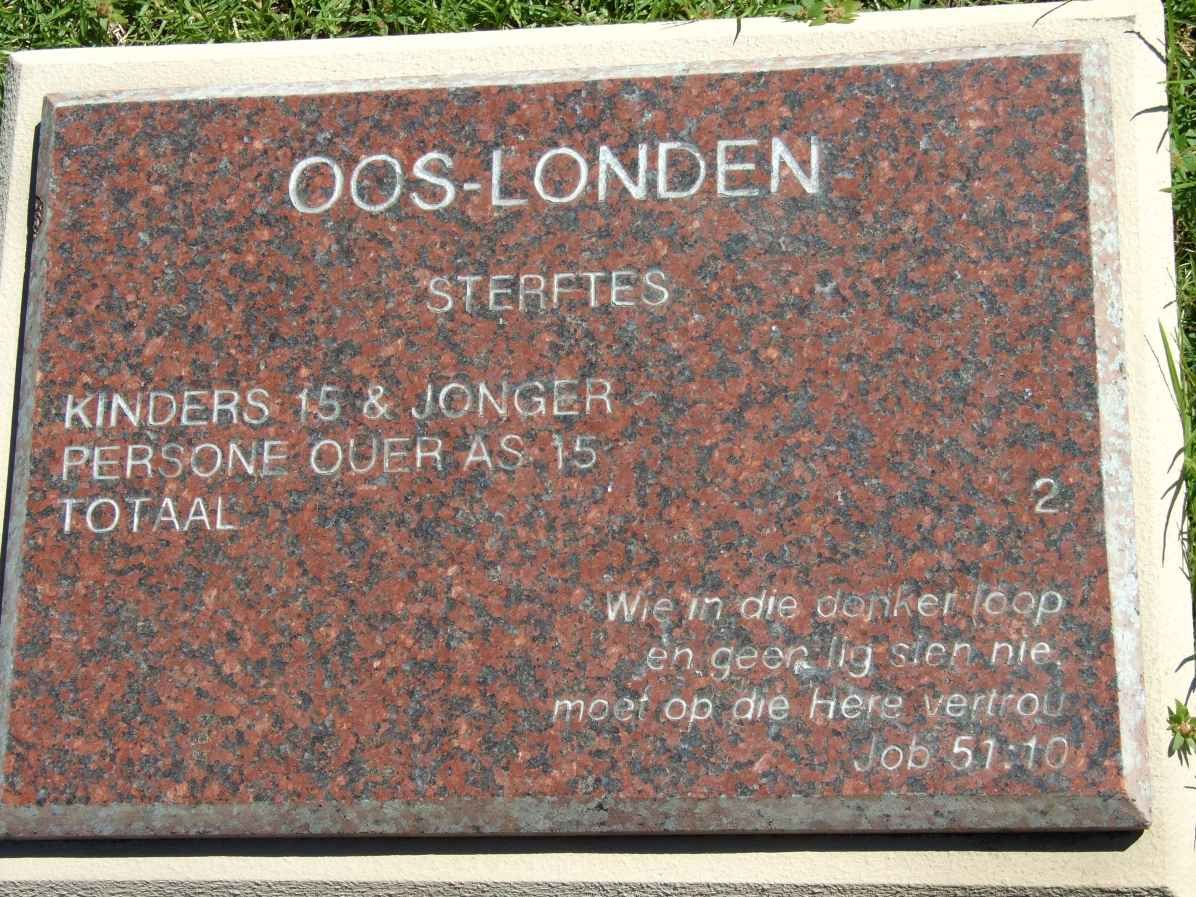 OOS-LONDEN
STERFTES
KINDERS 15 & JONGER
PERSONE OUER AS 15
TOTAAL 2
Wie in die donker loop
en geen lig sien nie,
moet op die Here vertrou
Job 51:10